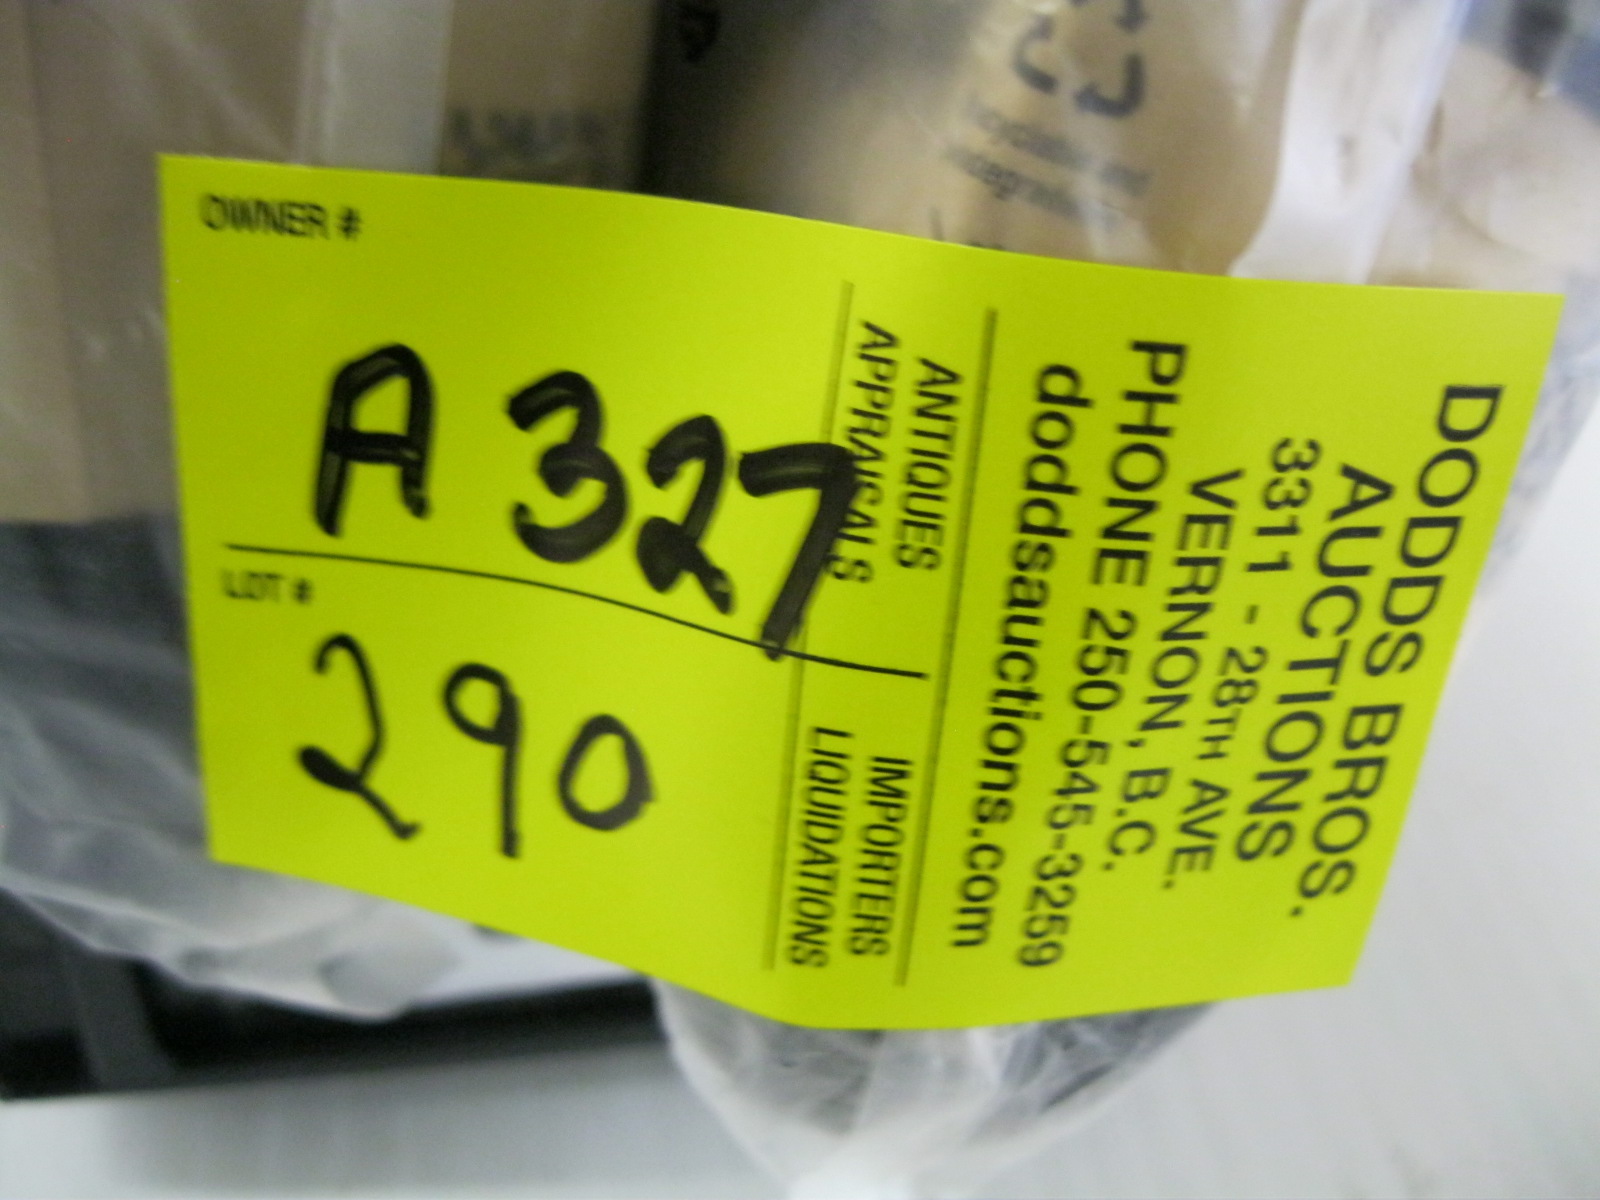 OWNER #
A 327
LOT #
290
ANTIQUES
APPRAISALS
IMPORTERS
LIQUIDATIONS
DODDS BROS.
AUCTIONS
3311 - 28TH AVE.
VERNON, B.C.
PHONE 250-545-3259
doddsauctions.com